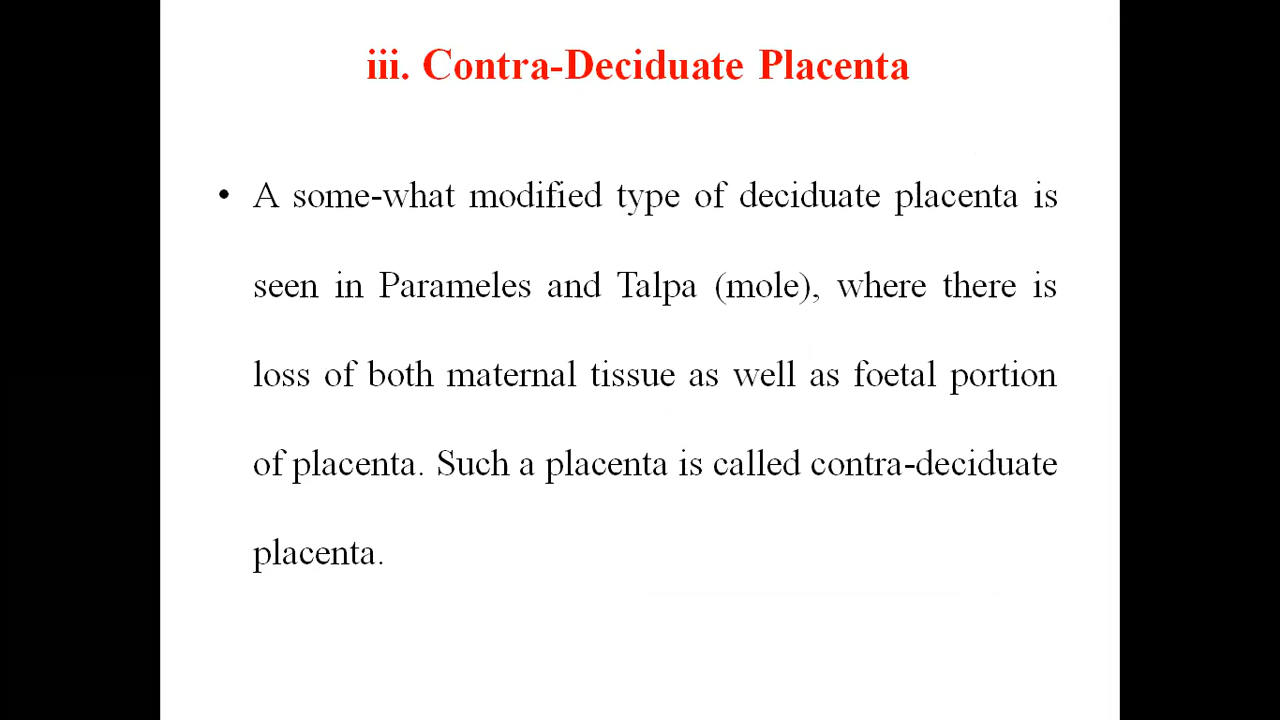 iii. Contra-Deciduate Placenta
• A some-what modified type of deciduate placenta is
seen in Parameles and Talpa (mole), where there is
loss of both maternal tissue as well as foetal portion
of placenta. Such a placenta is called contra-deciduate
placenta.